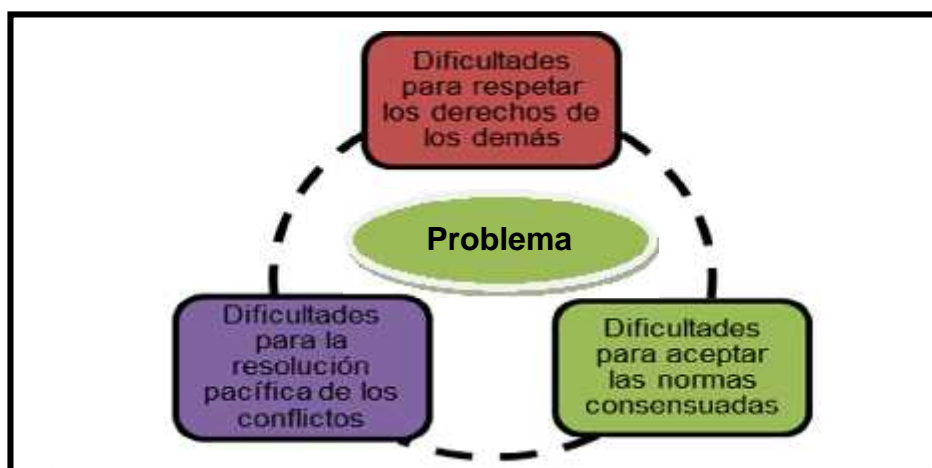 Dificultades
para respetar
los derechos de
los demás
Problema
Dificultades
para la
resolución
pacífica de los
conflictos
Dificultades
para aceptar
las normas
consensuadas